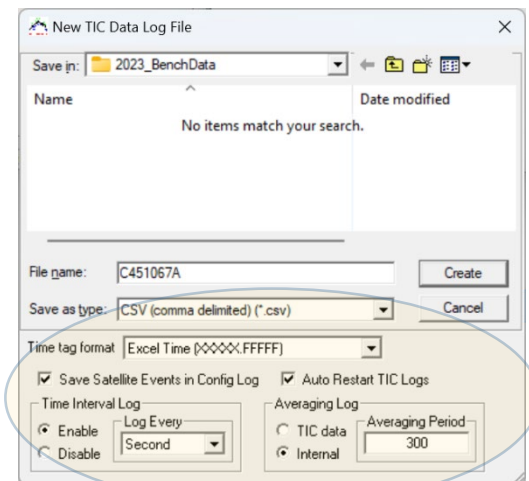 New TIC Data Log File
Save in: 2023_BenchData
Name Date modified
No items match your search.
File name: C451067A Create
Save as type: CSV (comma delimited) (*.csv) Cancel
Time tag format Excel Time (XXXXX.FFFFF)
Save Satellite Events in Config Log Auto Restart TIC Logs
Time Interval Log Averaging Log
Enable Log Every TIC data Averaging Period
Disable Second Internal 300